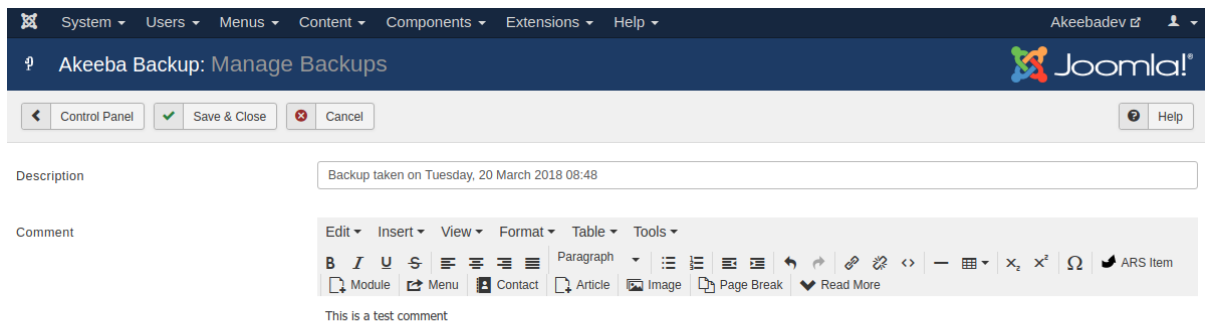 System Users Menus Content Components Extensions Help Akeebadev
Akeeba Backup: Manage Backups Joomla!®
Control Panel Save & Close Cancel Help
Description Backup taken on Tuesday, 20 March 2018 08:48
Comment Edit Insert View Format Table Tools
B I U S Paragraph X₂ X² Ω ARS Item
Module Menu Contact Article Image Page Break Read More
This is a test comment